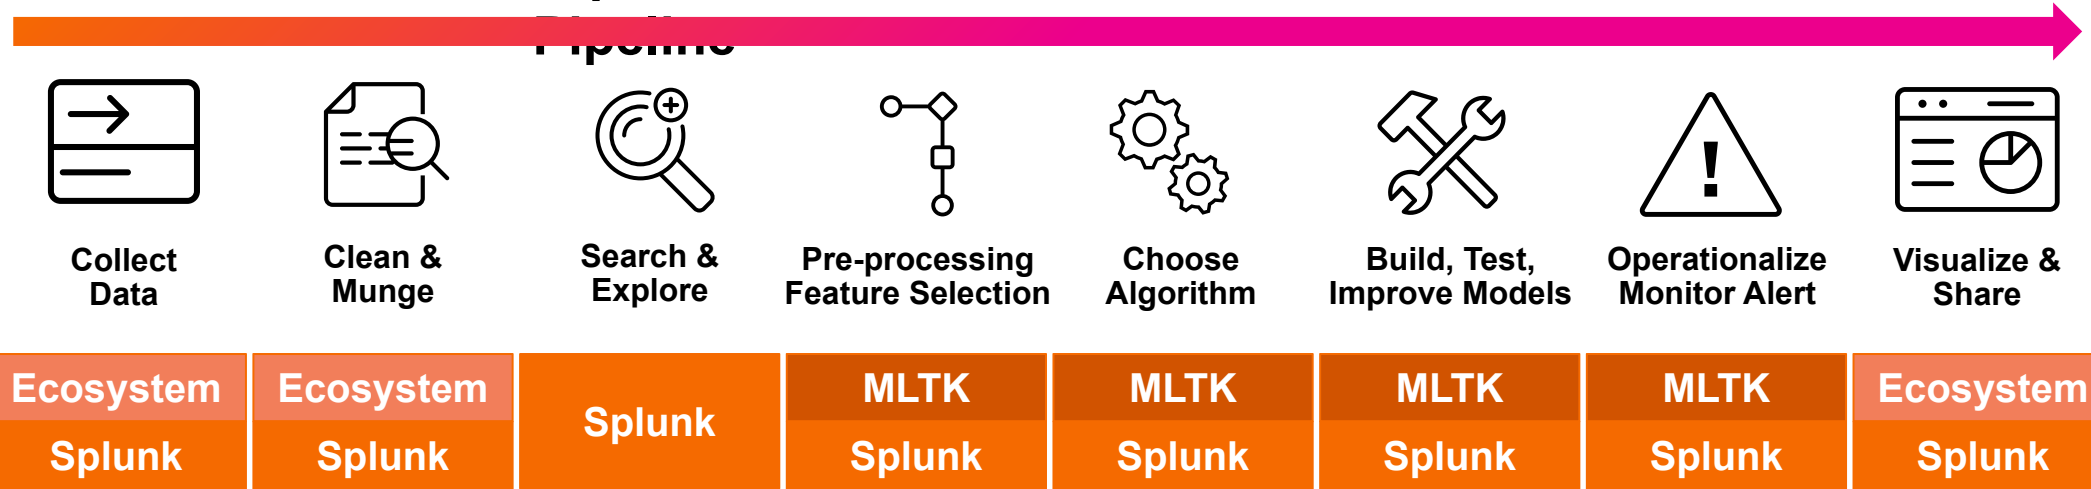 Pipeline
Collect
Data
Clean &
Munge
Search &
Explore
Pre-processing
Feature Selection
Choose
Algorithm
Build, Test,
Improve Models
Operationalize
Monitor Alert
Visualize &
Share
Ecosystem
Splunk
Ecosystem
Splunk
Splunk
MLTK
Splunk
MLTK
Splunk
MLTK
Splunk
MLTK
Splunk
Ecosystem
Splunk